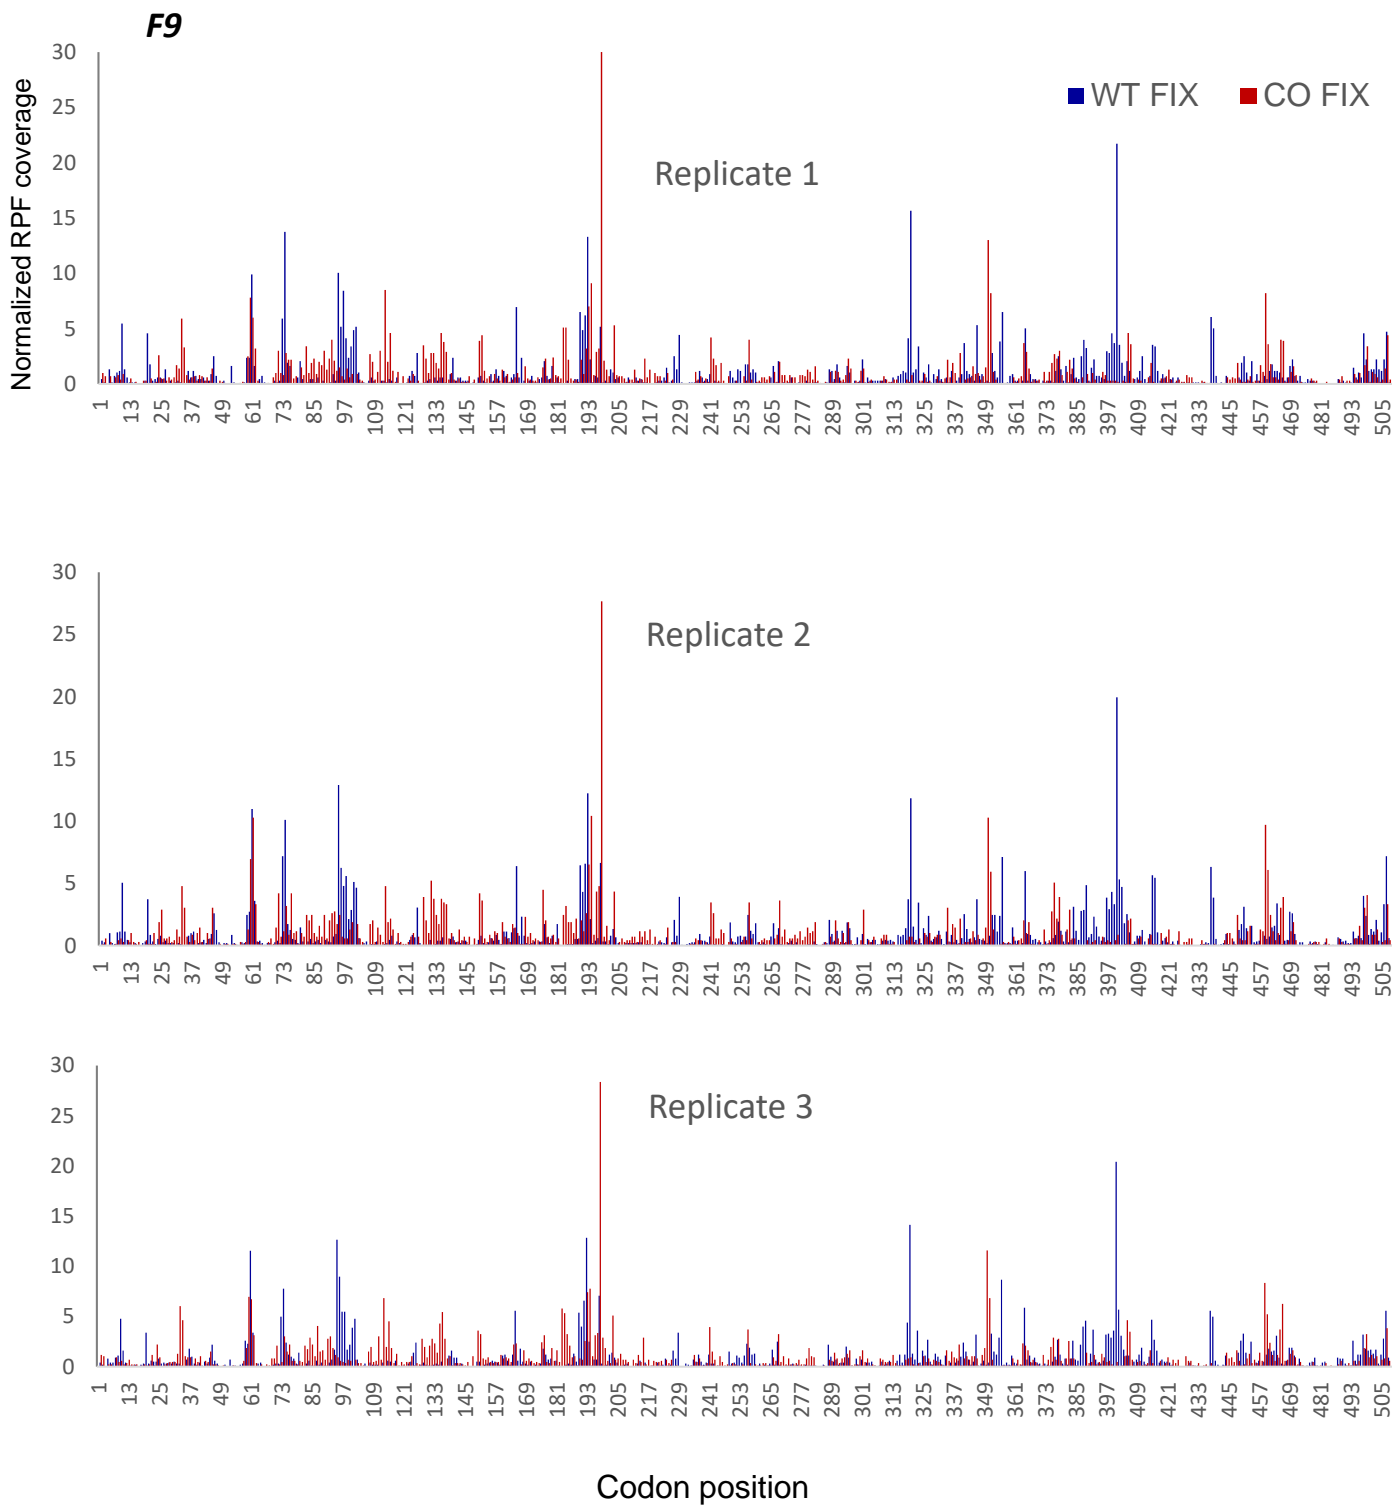 F9
Normalized RPF coverage
30
25
20
15
10
5
0
WT FIX CO FIX
Replicate 1
1 13 25 37 49 61 73 85 97 109 121 133 145 157 169 181 193 205 217 229 241 253 265 277 289 301 313 325 337 349 361 373 385 397 409 421 433 445 457 469 481 493 505
30
25
20
15
10
5
0
Replicate 2
1 13 25 37 49 61 73 85 97 109 121 133 145 157 169 181 193 205 217 229 241 253 265 277 289 301 313 325 337 349 361 373 385 397 409 421 433 445 457 469 481 493 505
30
25
20
15
10
5
0
Replicate 3
1 13 25 37 49 61 73 85 97 109 121 133 145 157 169 181 193 205 217 229 241 253 265 277 289 301 313 325 337 349 361 373 385 397 409 421 433 445 457 469 481 493 505
Codon position